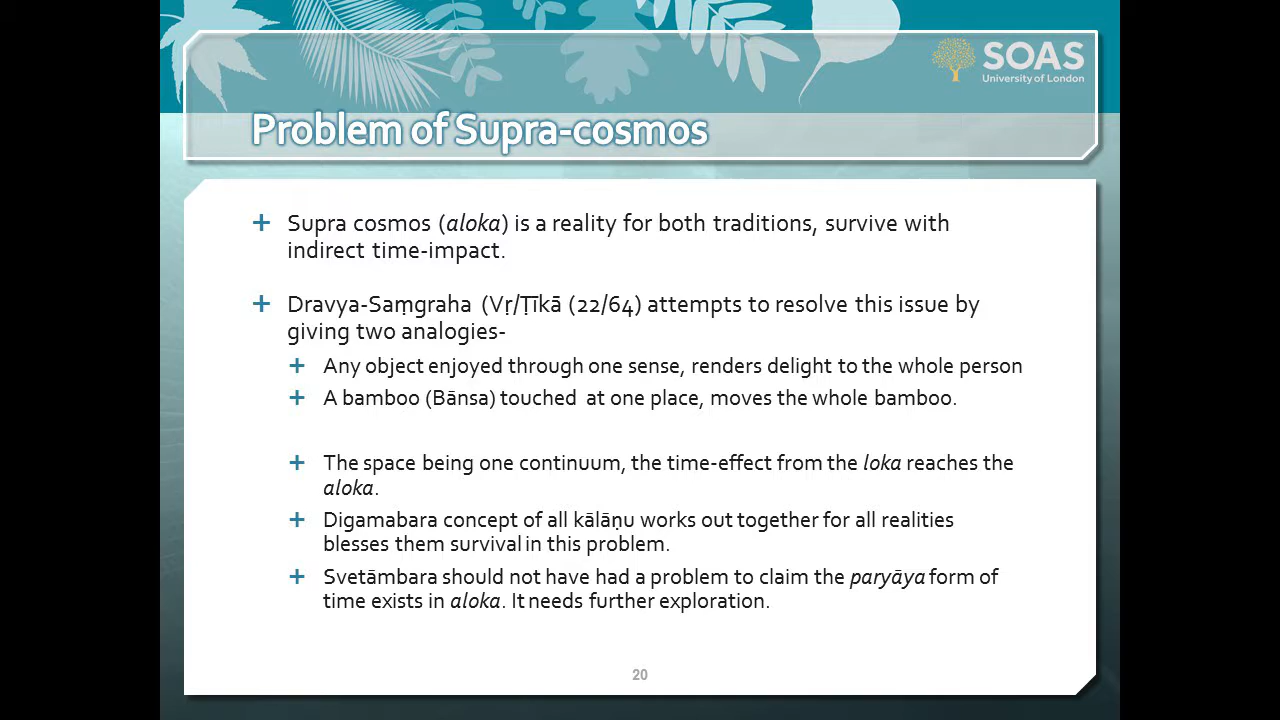 SOAS
University of London
Problem of Supra-cosmos
Supra cosmos (aloka) is a reality for both traditions, survive with
indirect time-impact.
Dravya-Saṃgraha (Vṛ/Ṭīkā (22/64) attempts to resolve this issue by
giving two analogies-
Any object enjoyed through one sense, renders delight to the whole person
A bamboo (Bānsa) touched at one place, moves the whole bamboo.
The space being one continuum, the time-effect from the loka reaches the
aloka.
Digamabara concept of all kālāṇu works out together for all realities
blesses them survival in this problem.
Svetāmbara should not have had a problem to claim the paryāya form of
time exists in aloka. It needs further exploration.
20